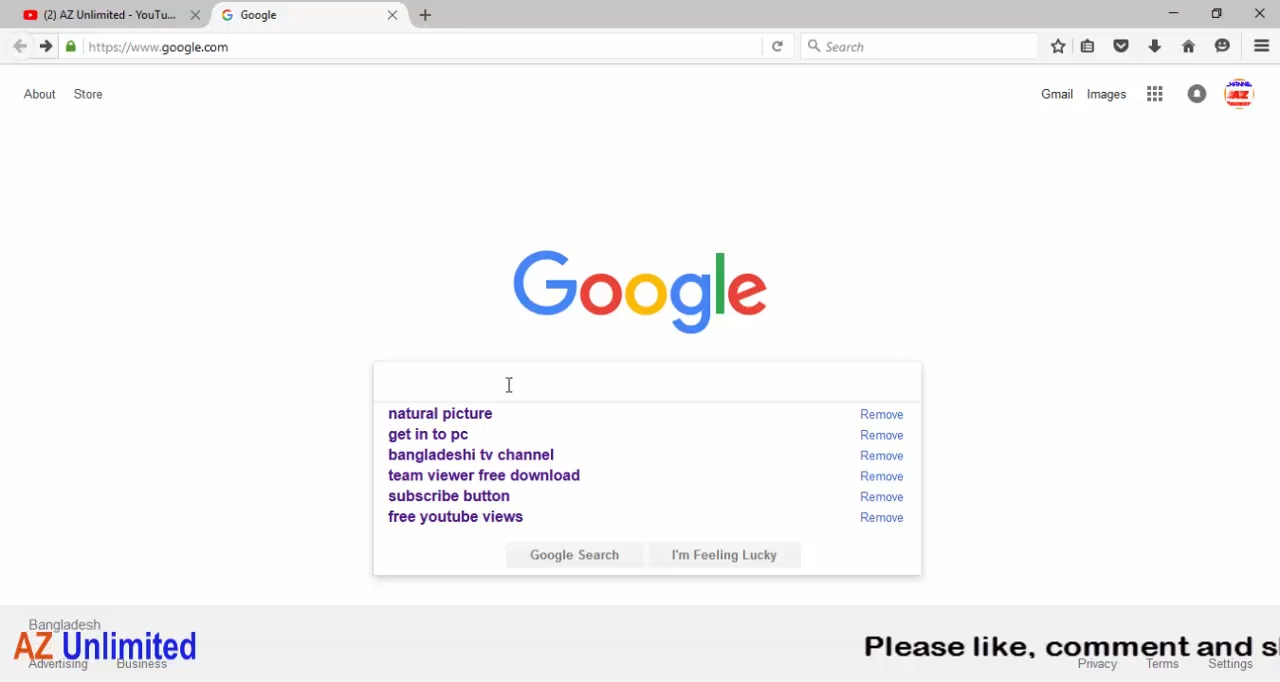 (2) AZ Unlimited - YouTu...
Google
https://www.google.com
Search
About Store
Gmail Images
CHANNEL
AZ
Google
natural picture Remove
get in to pc Remove
bangladeshi tv channel Remove
team viewer free download Remove
subscribe button Remove
free youtube views Remove
Google Search I'm Feeling Lucky
Bangladesh
AZ Unlimited
Please like, comment and
Advertising Business
Privacy Terms Settings